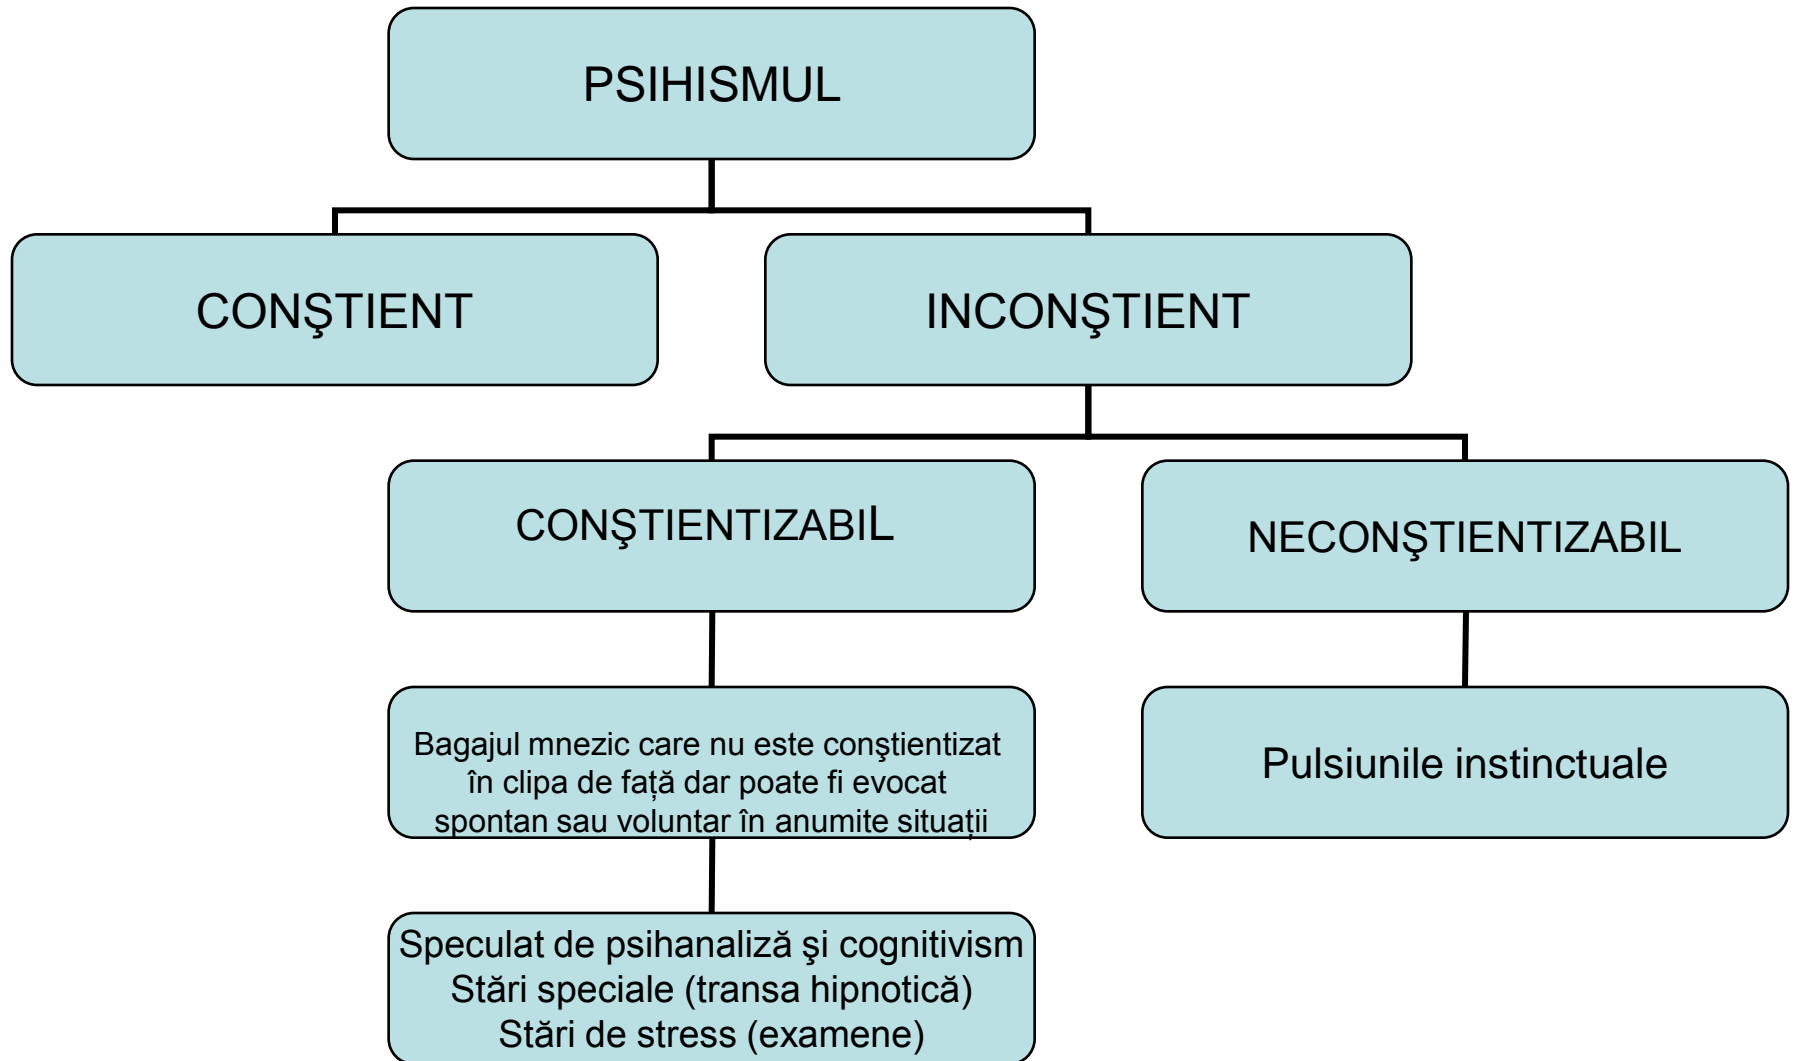 PSIHISMUL
CONŞTIENT
INCONŞTIENT
CONŞTIENTIZABIL
NECONŞTIENTIZABIL
Bagajul mnezic care nu este conştientizat
în clipa de faţă dar poate fi evocat
spontan sau voluntar în anumite situaţii
Pulsiunile instinctuale
Speculat de psihanaliză şi cognitivism
Stări speciale (transa hipnotică)
Stări de stress (examene)